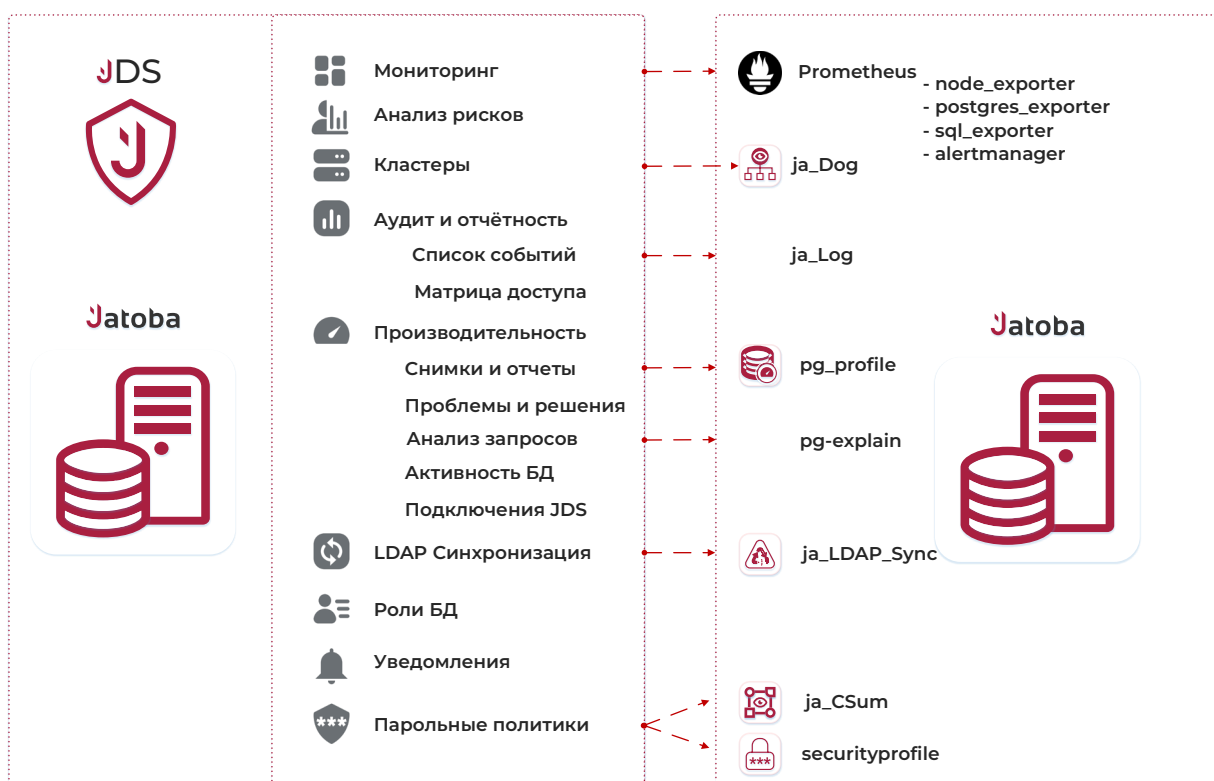 JDS
Jatoba
Мониторинг
Анализ рисков
Кластеры
Аудит и отчётность
Список событий
Матрица доступа
Производительность
Снимки и отчеты
Проблемы и решения
Анализ запросов
Активность БД
Подключения JDS
LDAP Синхронизация
Роли БД
Уведомления
***
Парольные политики
Prometheus
- node_exporter
- postgres_exporter
- sql_exporter
- alertmanager
ja_Dog
ja_Log
pg_profile
pg-explain
ja_LDAP_Sync
ja_CSum
***
securityprofile
Jatoba